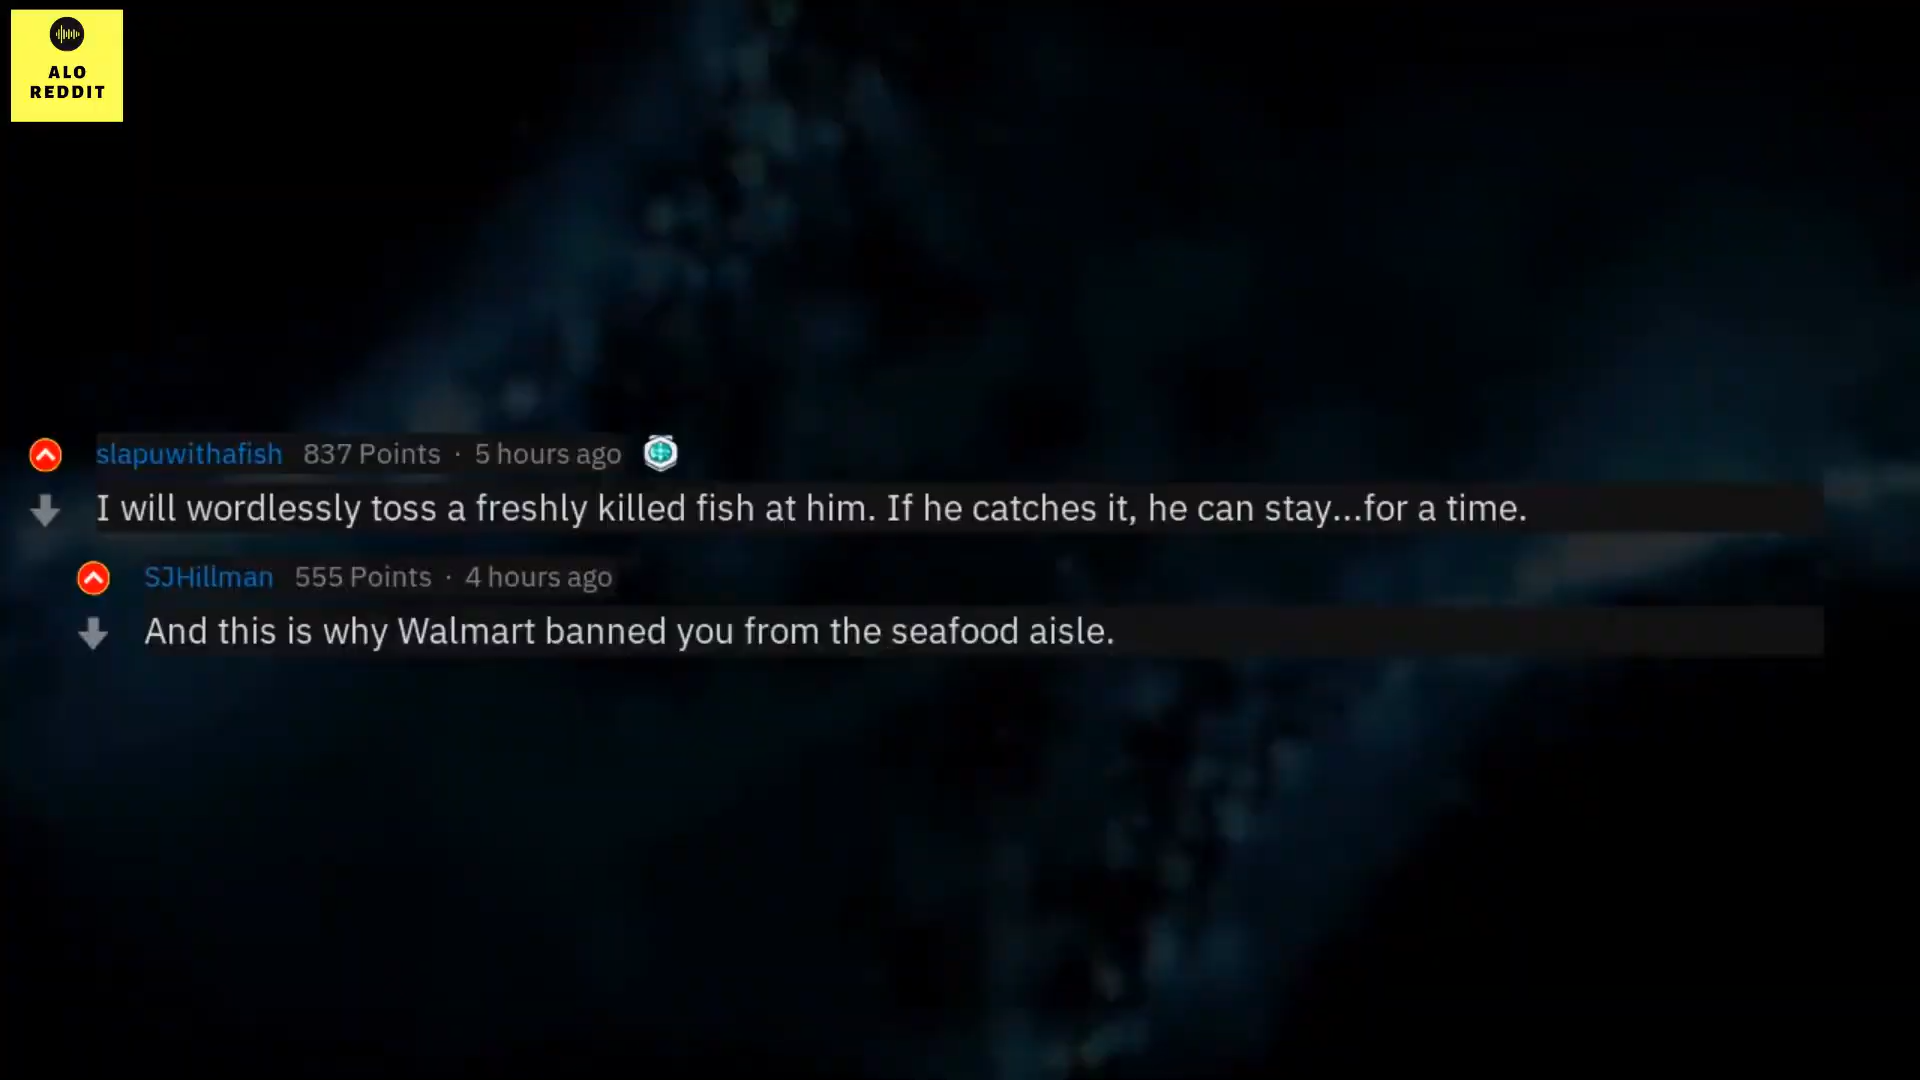 ALO
REDDIT
slapuwithafish 837 Points · 5 hours ago
I will wordlessly toss a freshly killed fish at him. If he catches it, he can stay...for a time.
SJHillman 555 Points · 4 hours ago
And this is why Walmart banned you from the seafood aisle.